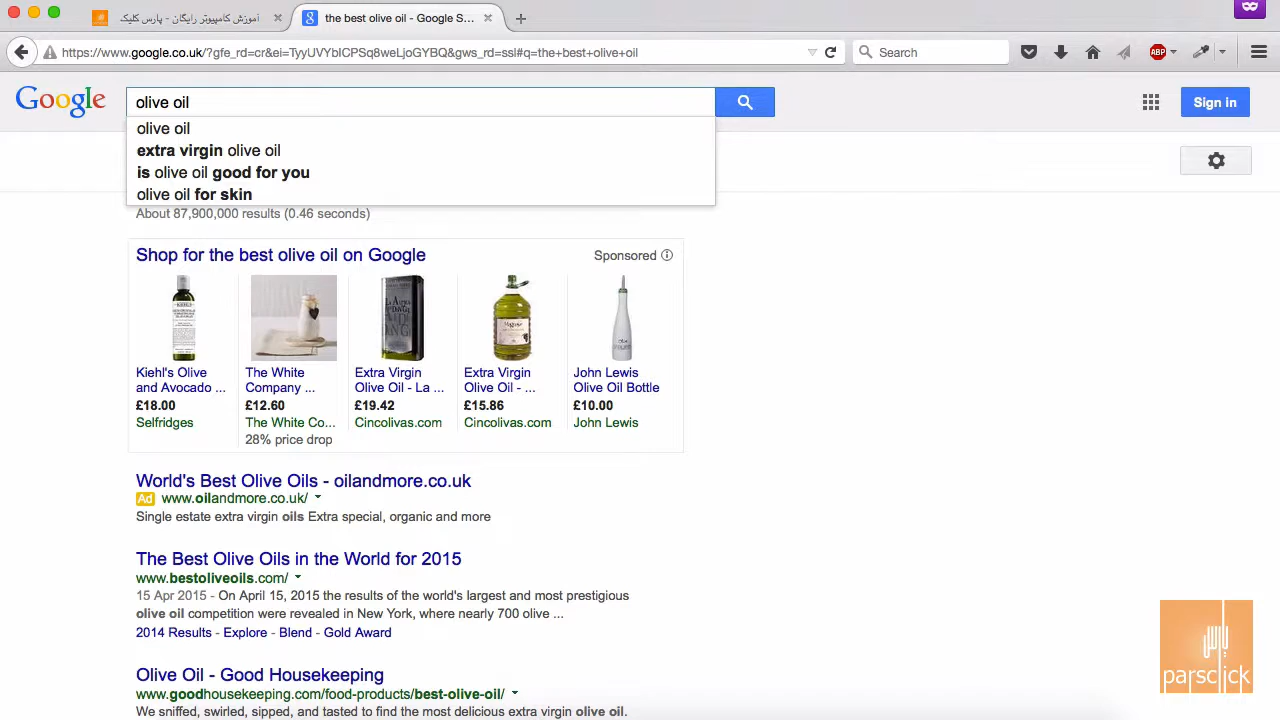 آموزش کامپیوتر رایگان - پارس کلیک
the best olive oil - Google S...
https://www.google.co.uk/?gfe_rd=cr&ei=TyyUVYbICPSq8weLjoGYBQ&gws_rd=ssl#q=the+best+olive+oil
Search
ABP
Google
olive oil
Sign in
olive oil
extra virgin olive oil
is olive oil good for you
olive oil for skin
About 87,900,000 results (0.46 seconds)
Shop for the best olive oil on Google
Sponsored
Kiehl's Olive and Avocado ...
£18.00
Selfridges
The White Company ...
£12.60
The White Co...
28% price drop
Extra Virgin Olive Oil - La ...
£19.42
Cincolivas.com
Extra Virgin Olive Oil - ...
£15.86
Cincolivas.com
John Lewis Olive Oil Bottle
£10.00
John Lewis
World's Best Olive Oils - oilandmore.co.uk
Ad www.oilandmore.co.uk/
Single estate extra virgin oils Extra special, organic and more
The Best Olive Oils in the World for 2015
www.bestoliveoils.com/
15 Apr 2015 - On April 15, 2015 the results of the world's largest and most prestigious
olive oil competition were revealed in New York, where nearly 700 olive ...
2014 Results - Explore - Blend - Gold Award
Olive Oil - Good Housekeeping
www.goodhousekeeping.com/food-products/best-olive-oil/
We sniffed, swirled, sipped, and tasted to find the most delicious extra virgin olive oil.
parsclick